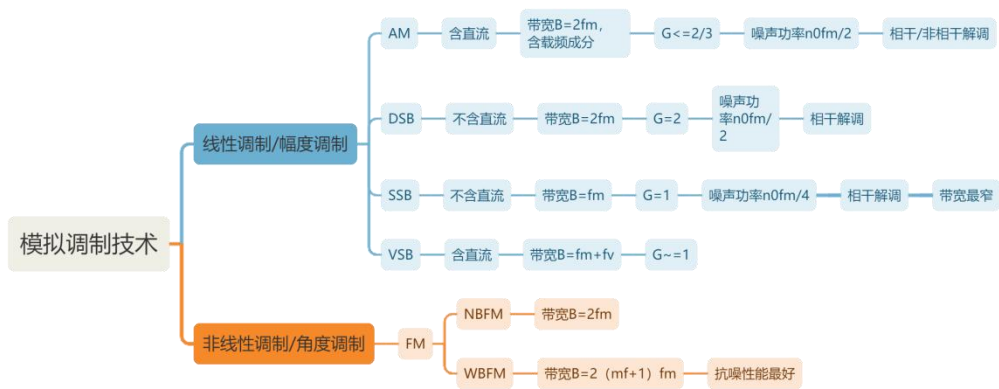 模拟调制技术
线性调制/幅度调制
AM
含直流
带宽B=2fm,
含载频成分
G<=2/3
噪声功率n0fm/2
相干/非相干解调
DSB
不含直流
带宽B=2fm
G=2
噪声功
率n0fm/
2
相干解调
SSB
不含直流
带宽B=fm
G=1
噪声功率n0fm/4
相干解调
带宽最窄
VSB
含直流
带宽B=fm+fv
G~=1
非线性调制/角度调制
FM
NBFM
带宽B=2fm
WBFM
带宽B=2（mf+1）fm
抗噪性能最好